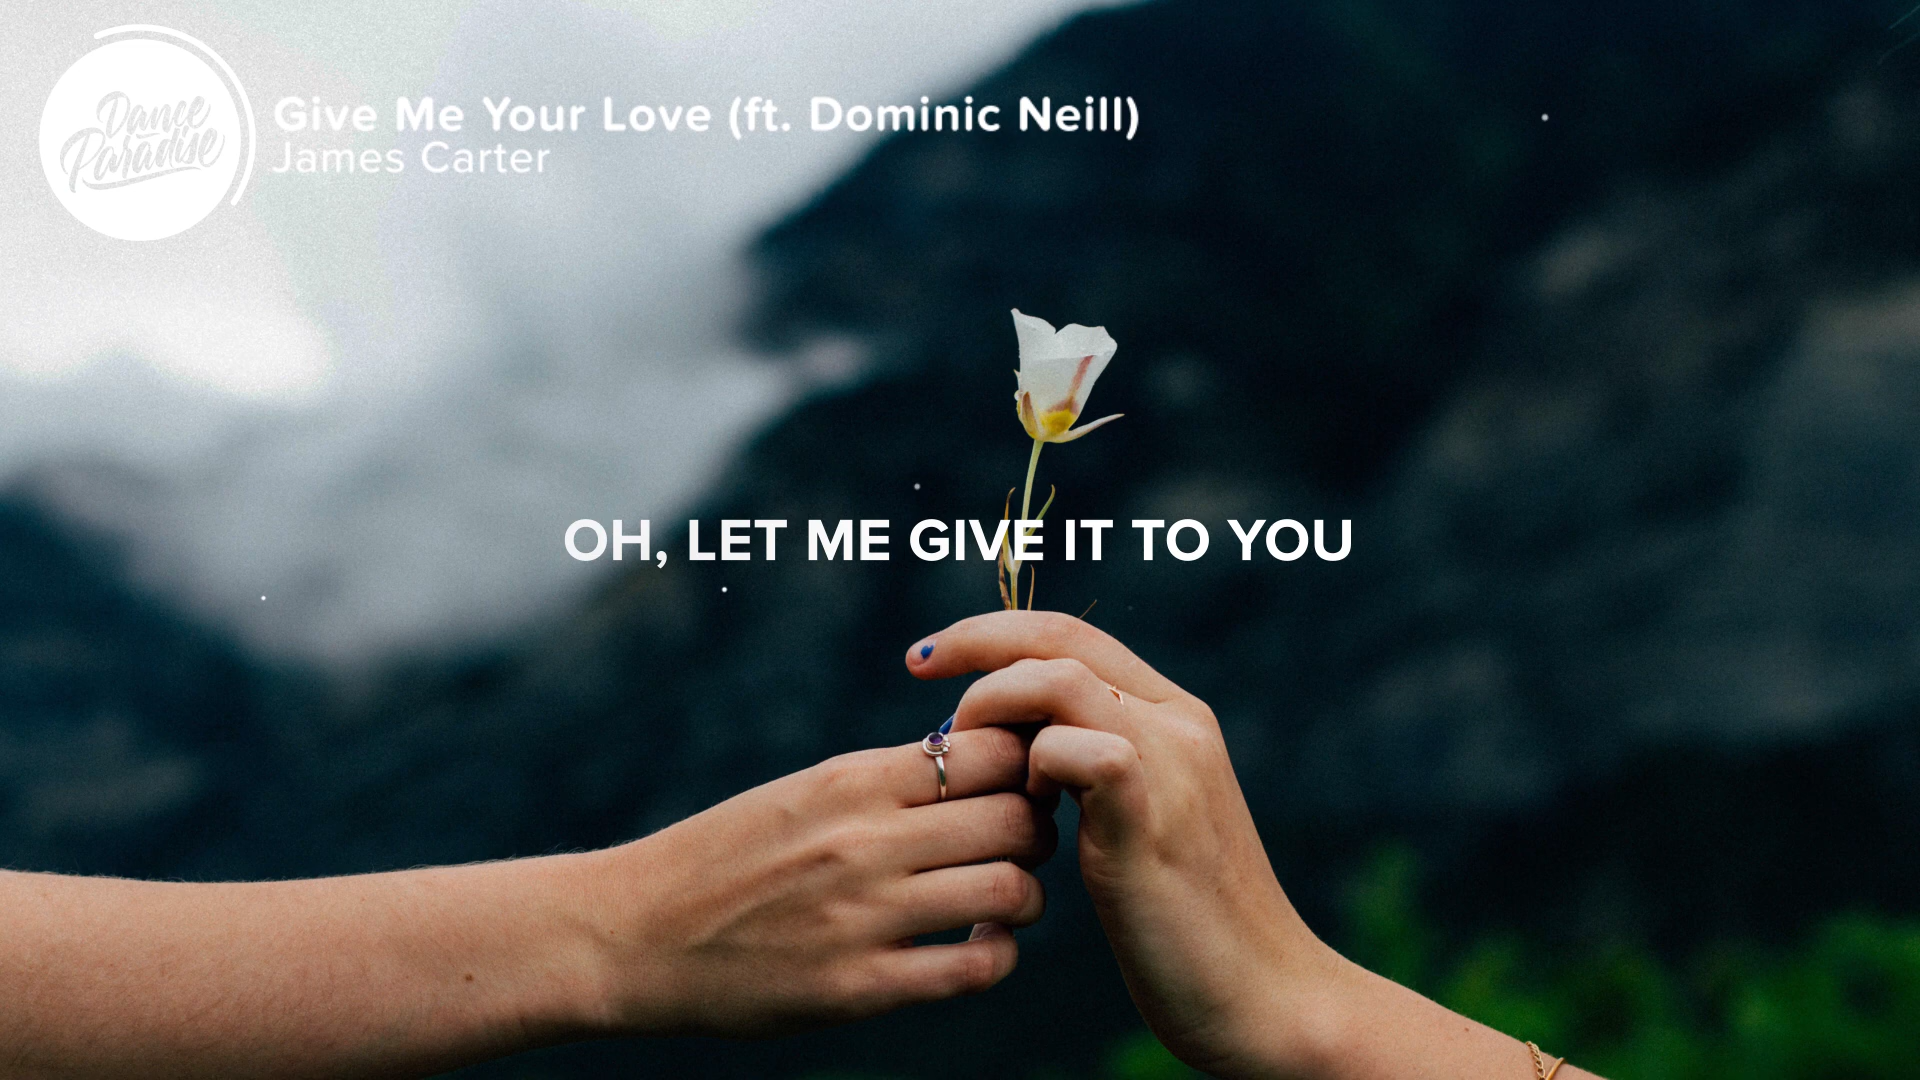 Dance
Paradise
Give Me Your Love (ft. Dominic Neill)
James Carter
OH, LET ME GIVE IT TO YOU